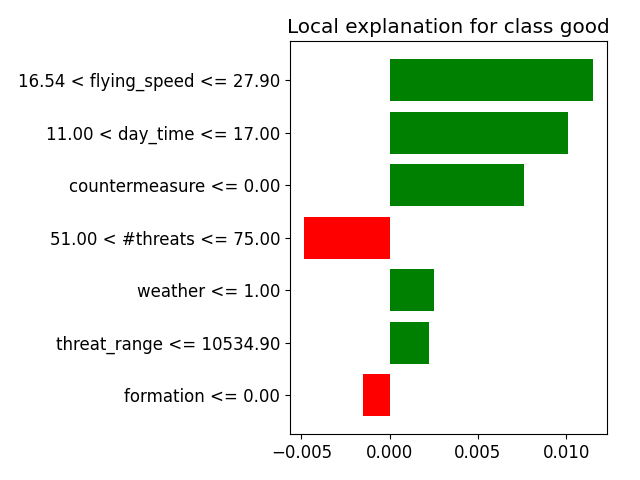 Local explanation for class good
16.54 < flying_speed <= 27.90
11.00 < day_time <= 17.00
countermeasure <= 0.00
51.00 < #threats <= 75.00
weather <= 1.00
threat_range <= 10534.90
formation <= 0.00
−0.005 0.000 0.005 0.010